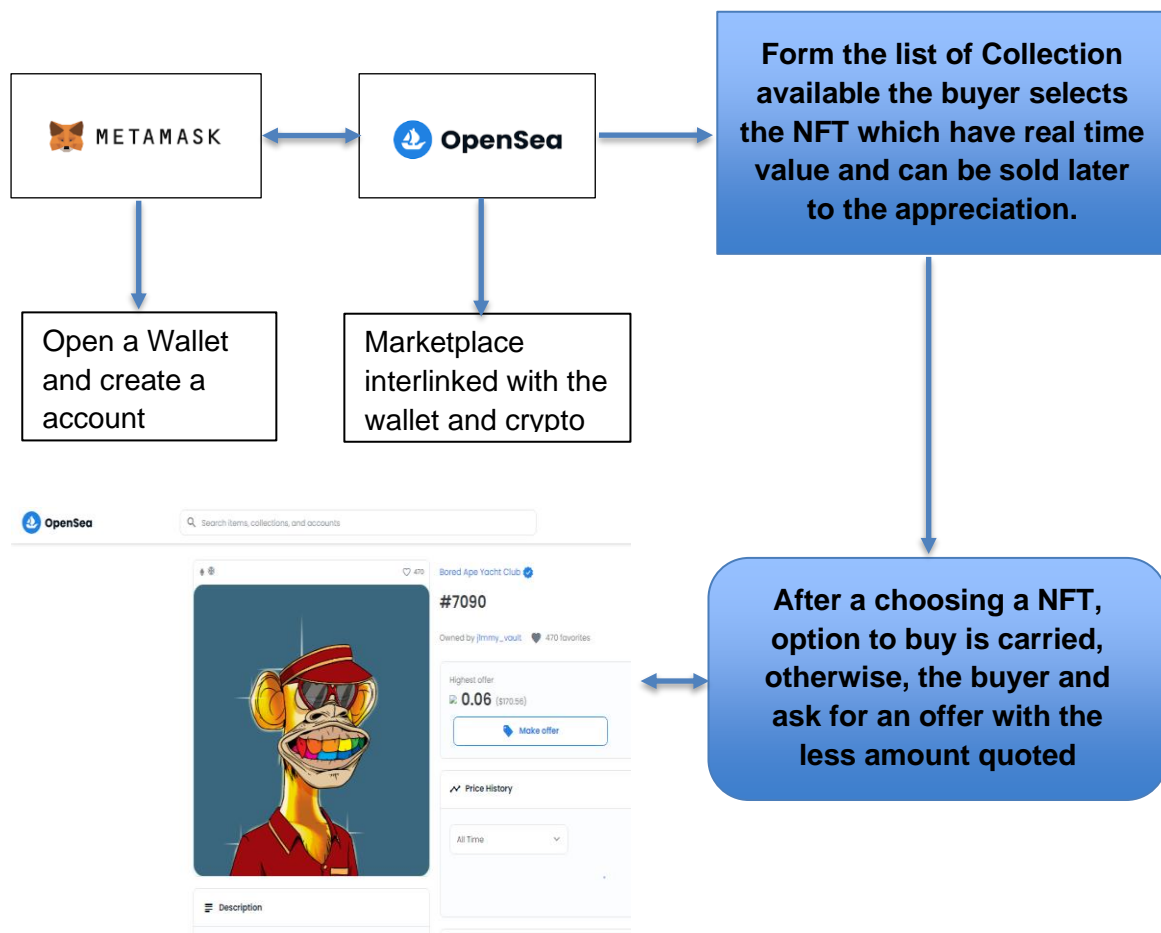 METAMASK
OpenSea
Form the list of Collection
available the buyer selects
the NFT which have real time
value and can be sold later
to the appreciation.
Open a Wallet
and create a
account
Marketplace
interlinked with the
wallet and crypto
OpenSea
Search items, collections, and accounts
470
Bored Ape Yacht Club
#7090
Owned by jimmy_vault 470 favorites
Highest offer
0.06 ($170.56)
Make offer
Price History
All Time
Description
After a choosing a NFT,
option to buy is carried,
otherwise, the buyer and
ask for an offer with the
less amount quoted